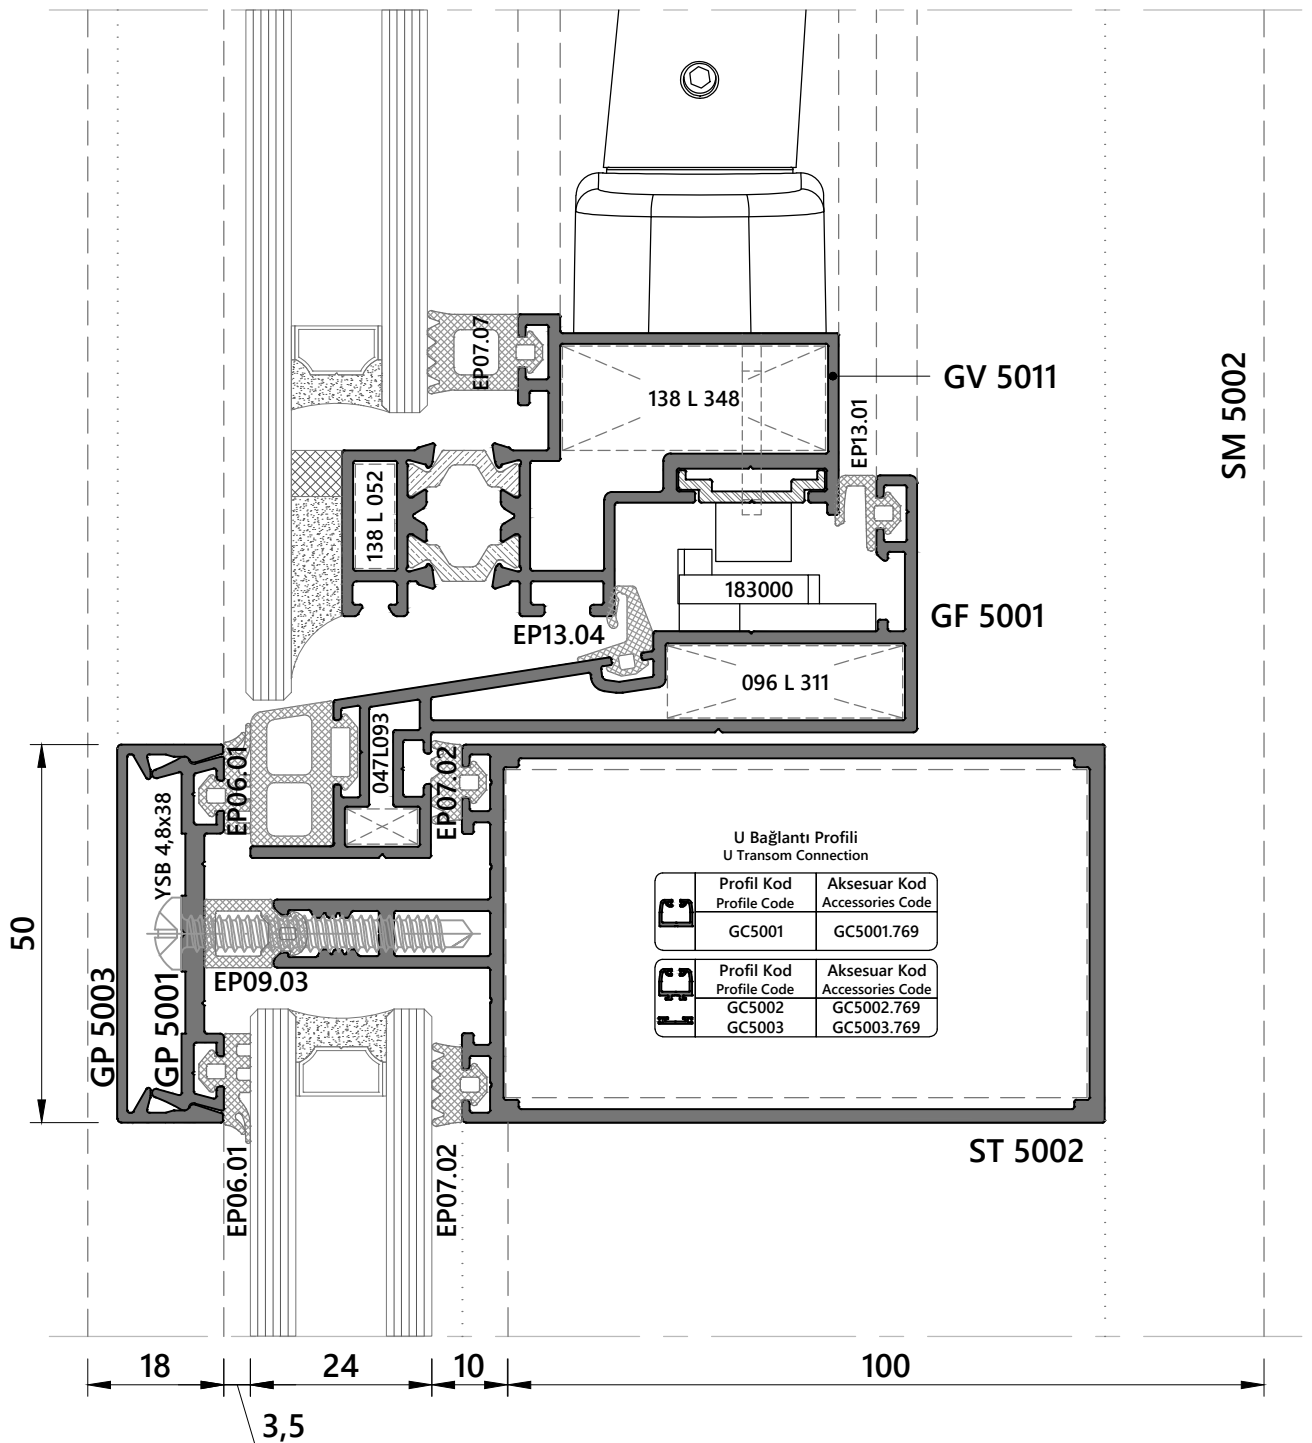 EP07.07
138 L 348
GV 5011
SM 5002
EP13.01
138 L 052
183000
EP13.04
GF 5001
096 L 311
047L093
EP06.01
EP07.02
YSB 4,8x38
U Bağlantı Profili
U Transom Connection
Profil Kod
Aksesuar Kod
Profile Code
Accessories Code
GC5001
GC5001.769
Profil Kod
Aksesuar Kod
Profile Code
Accessories Code
GC5002
GC5002.769
GC5003
GC5003.769
50
EP09.03
GP 5003
GP 5001
EP06.01
EP07.02
ST 5002
18
24
10
100
3,5